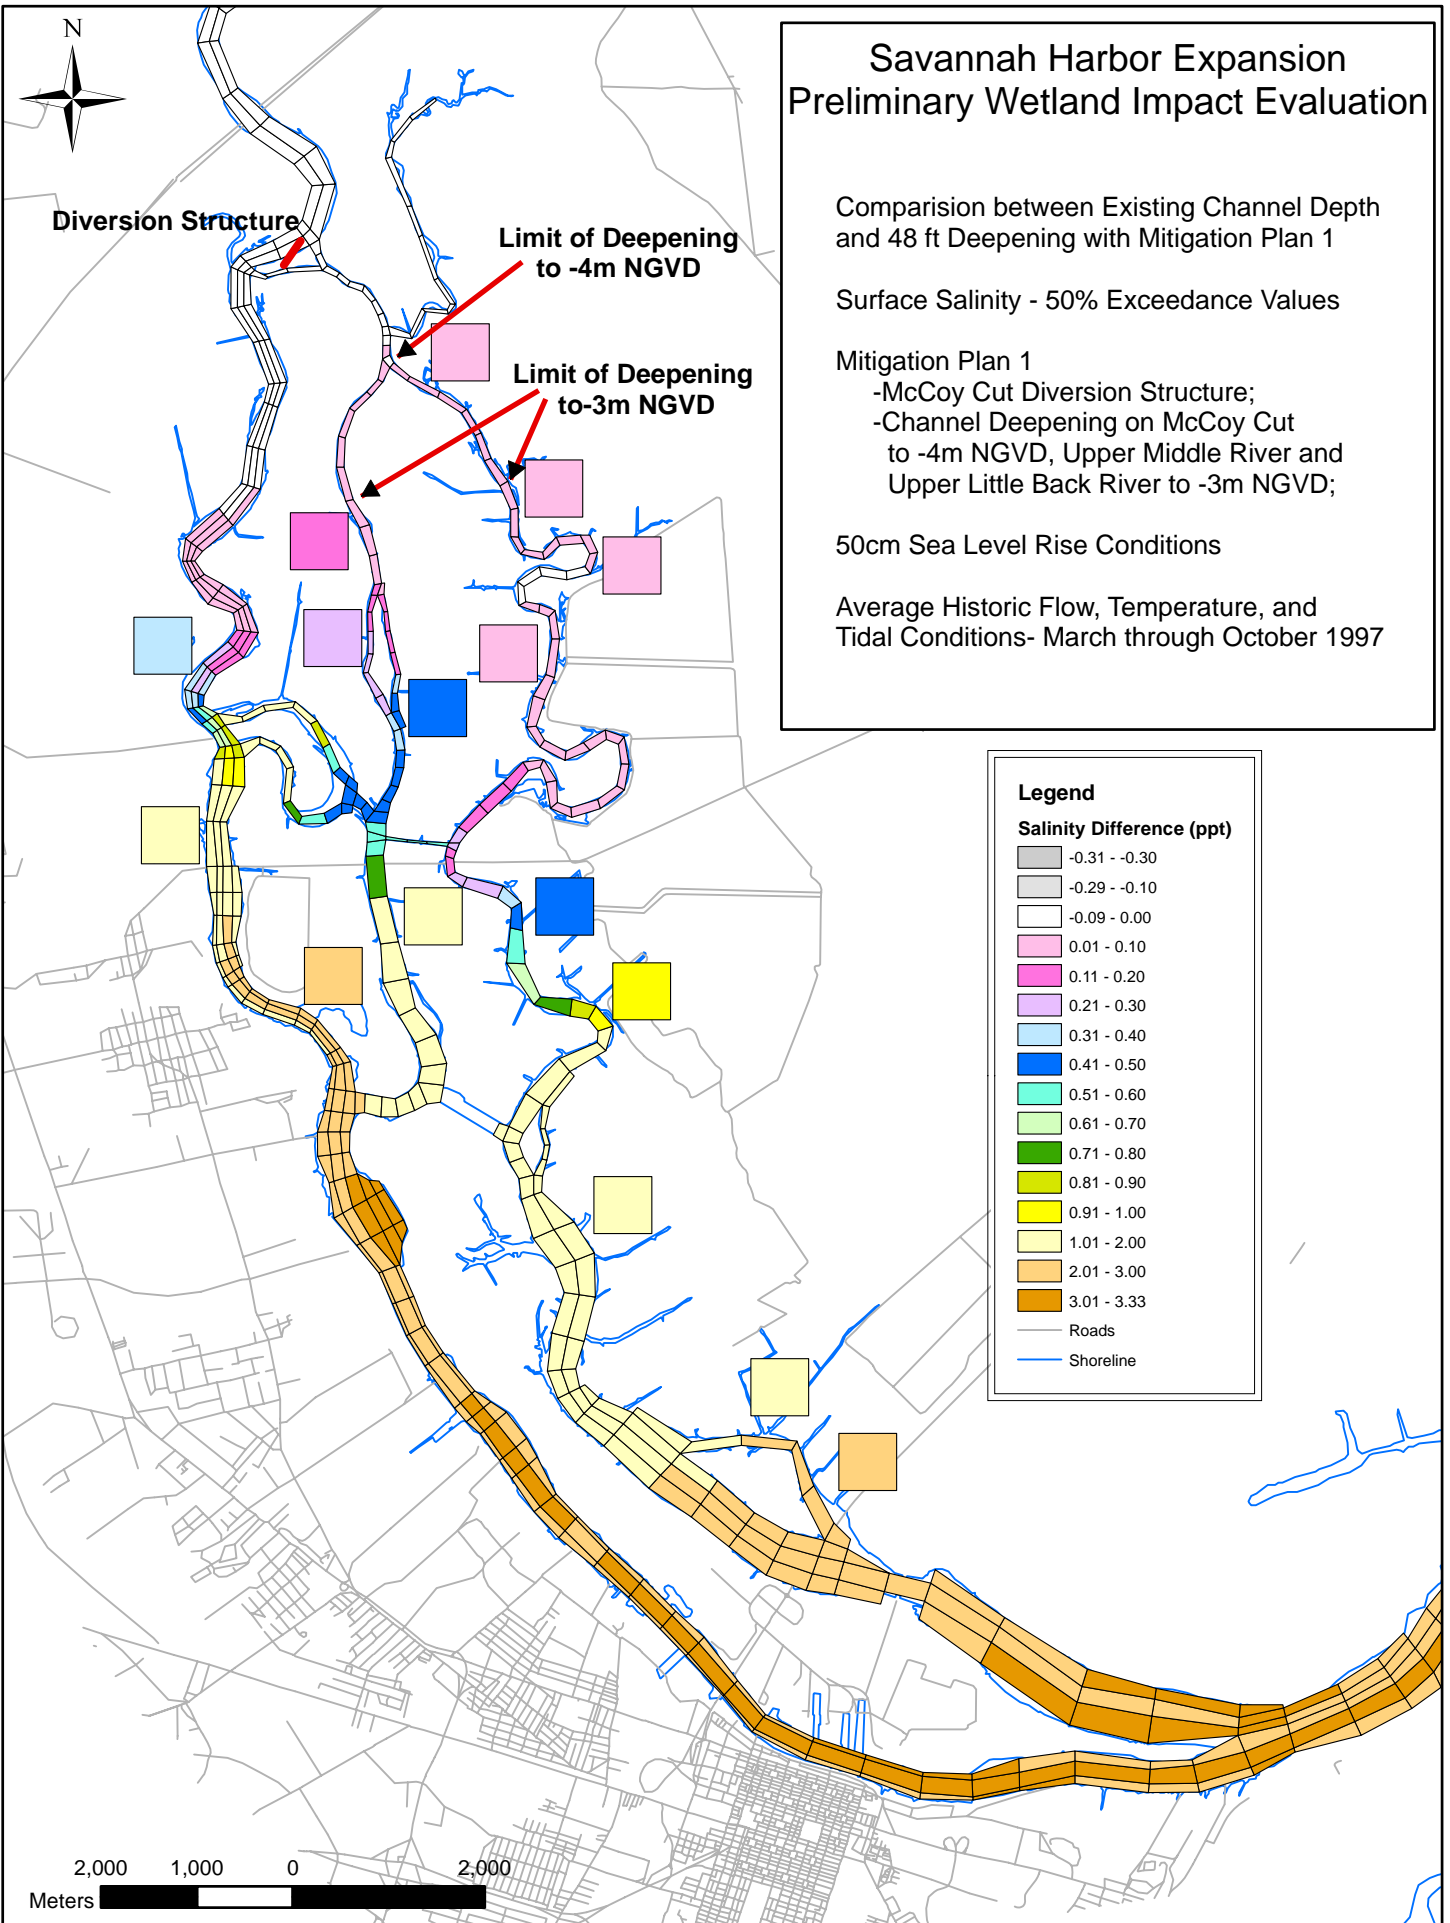 N
Savannah Harbor Expansion
Preliminary Wetland Impact Evaluation
Comparision between Existing Channel Depth
and 48 ft Deepening with Mitigation Plan 1
Surface Salinity - 50% Exceedance Values
Mitigation Plan 1
-McCoy Cut Diversion Structure;
-Channel Deepening on McCoy Cut
to -4m NGVD, Upper Middle River and
Upper Little Back River to -3m NGVD;
50cm Sea Level Rise Conditions
Average Historic Flow, Temperature, and
Tidal Conditions- March through October 1997
Diversion Structure
Limit of Deepening
to -4m NGVD
Limit of Deepening
to-3m NGVD
Legend
Salinity Difference (ppt)
-0.31 - -0.30
-0.29 - -0.10
-0.09 - 0.00
0.01 - 0.10
0.11 - 0.20
0.21 - 0.30
0.31 - 0.40
0.41 - 0.50
0.51 - 0.60
0.61 - 0.70
0.71 - 0.80
0.81 - 0.90
0.91 - 1.00
1.01 - 2.00
2.01 - 3.00
3.01 - 3.33
Roads
Shoreline
2,000 1,000 0 2,000
Meters